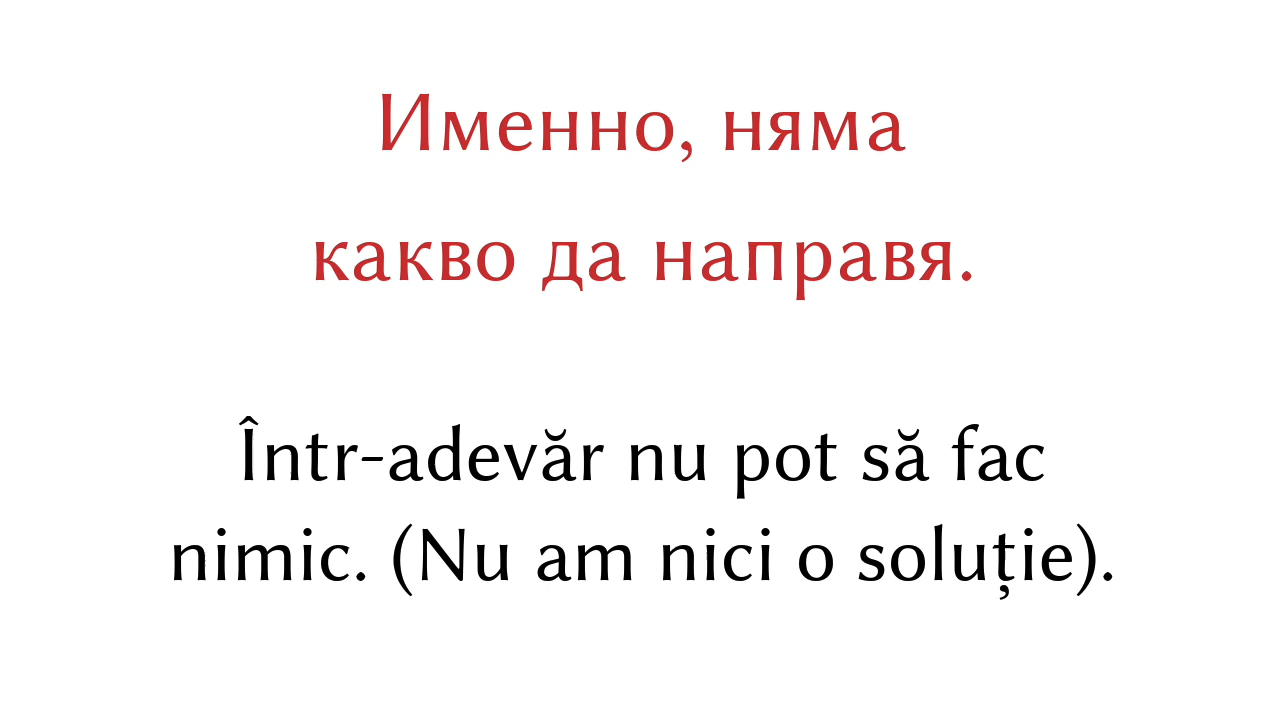 Именно, няма
какво да направя.
Într-adevăr nu pot să fac
nimic. (Nu am nici o soluție).